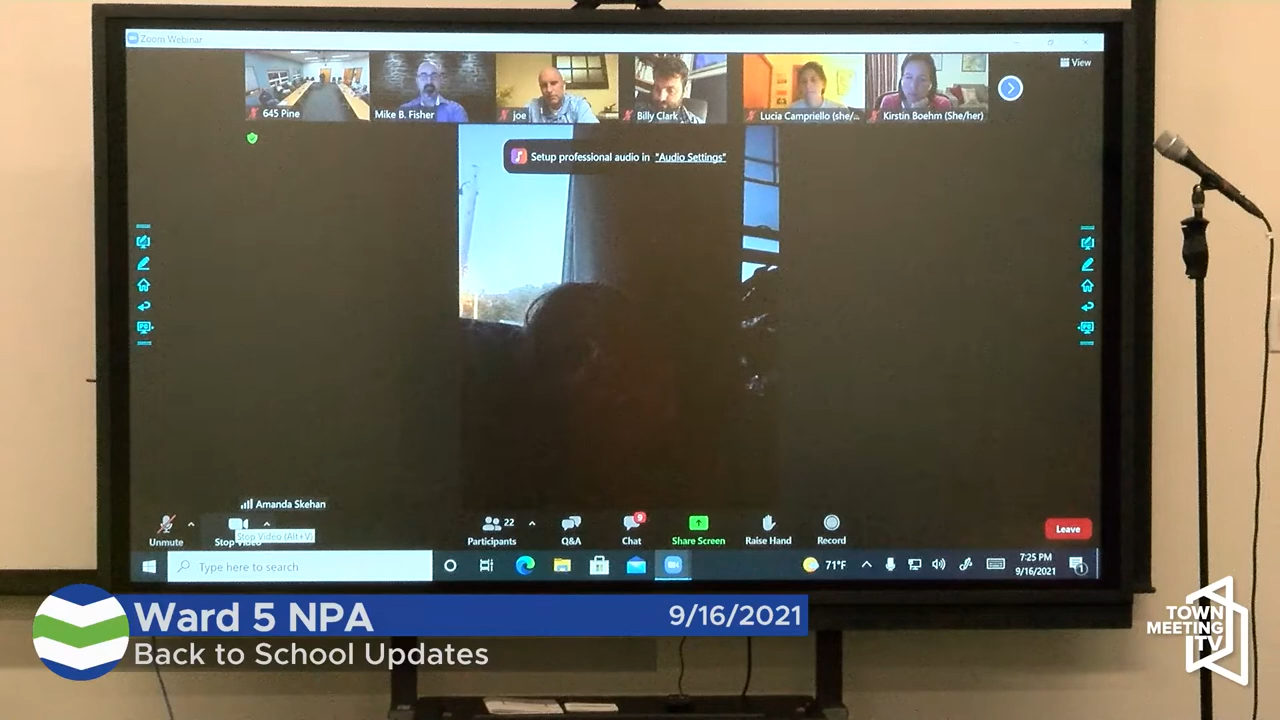 Zoom Webinar
View
645 Pine
Mike B. Fisher
joe
Billy Clark
Lucia Campriello (she/...
Kirstin Boehm (She/her)
Setup professional audio in "Audio Settings"
Amanda Skehan
22
9
Unmute
Stop Video
Stop Video (Alt+V)
Participants
Q&A
Chat
Share Screen
Raise Hand
Record
Leave
Type here to search
71°F
7:25 PM
9/16/2021
1
Ward 5 NPA
9/16/2021
Back to School Updates
TOWN
MEETING
TV